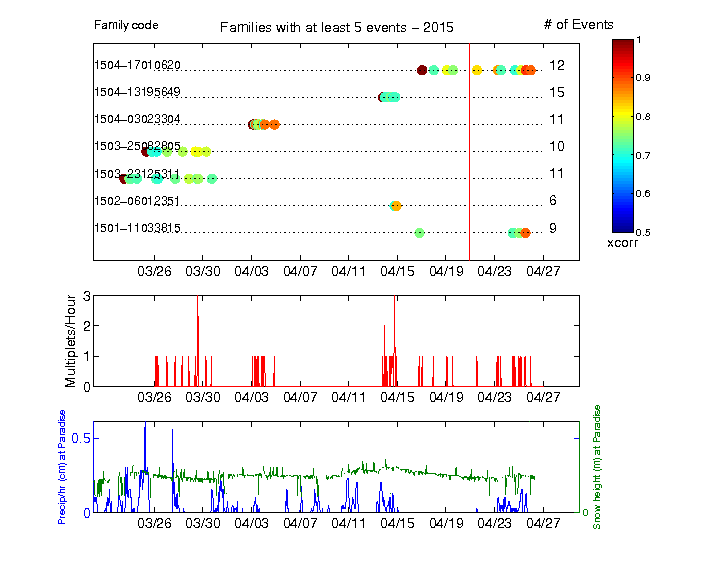 Family code
Families with at least 5 events − 2015
# of Events
1504−17010620 12
1504−13195649 15
1504−03023304 11
1503−25082805 10
1503−23125311 11
1502−06012351 6
1501−11033815 9
03/26 03/30 04/03 04/07 04/11 04/15 04/19 04/23 04/27
1
0.9
0.8
0.7
0.6
0.5
xcorr
Multiplets/Hour
3
2
1
0
03/26 03/30 04/03 04/07 04/11 04/15 04/19 04/23 04/27
Precip/hr (cm) at Paradise
0.5
0
0
Snow height (m) at Paradise
03/26 03/30 04/03 04/07 04/11 04/15 04/19 04/23 04/27